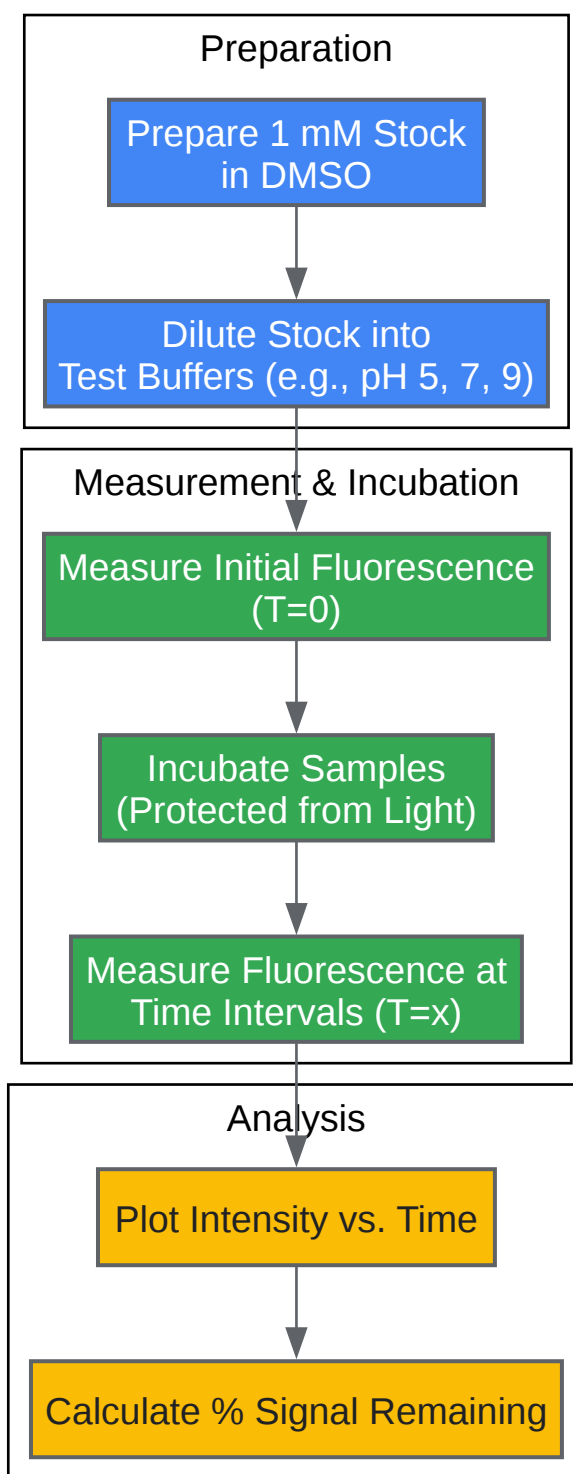 Preparation
Prepare 1 mM Stock
in DMSO
Dilute Stock into
Test Buffers (e.g., pH 5, 7, 9)
Measurement & Incubation
Measure Initial Fluorescence
(T=0)
Incubate Samples
(Protected from Light)
Measure Fluorescence at
Time Intervals (T=x)
Analysis
Plot Intensity vs. Time
Calculate % Signal Remaining